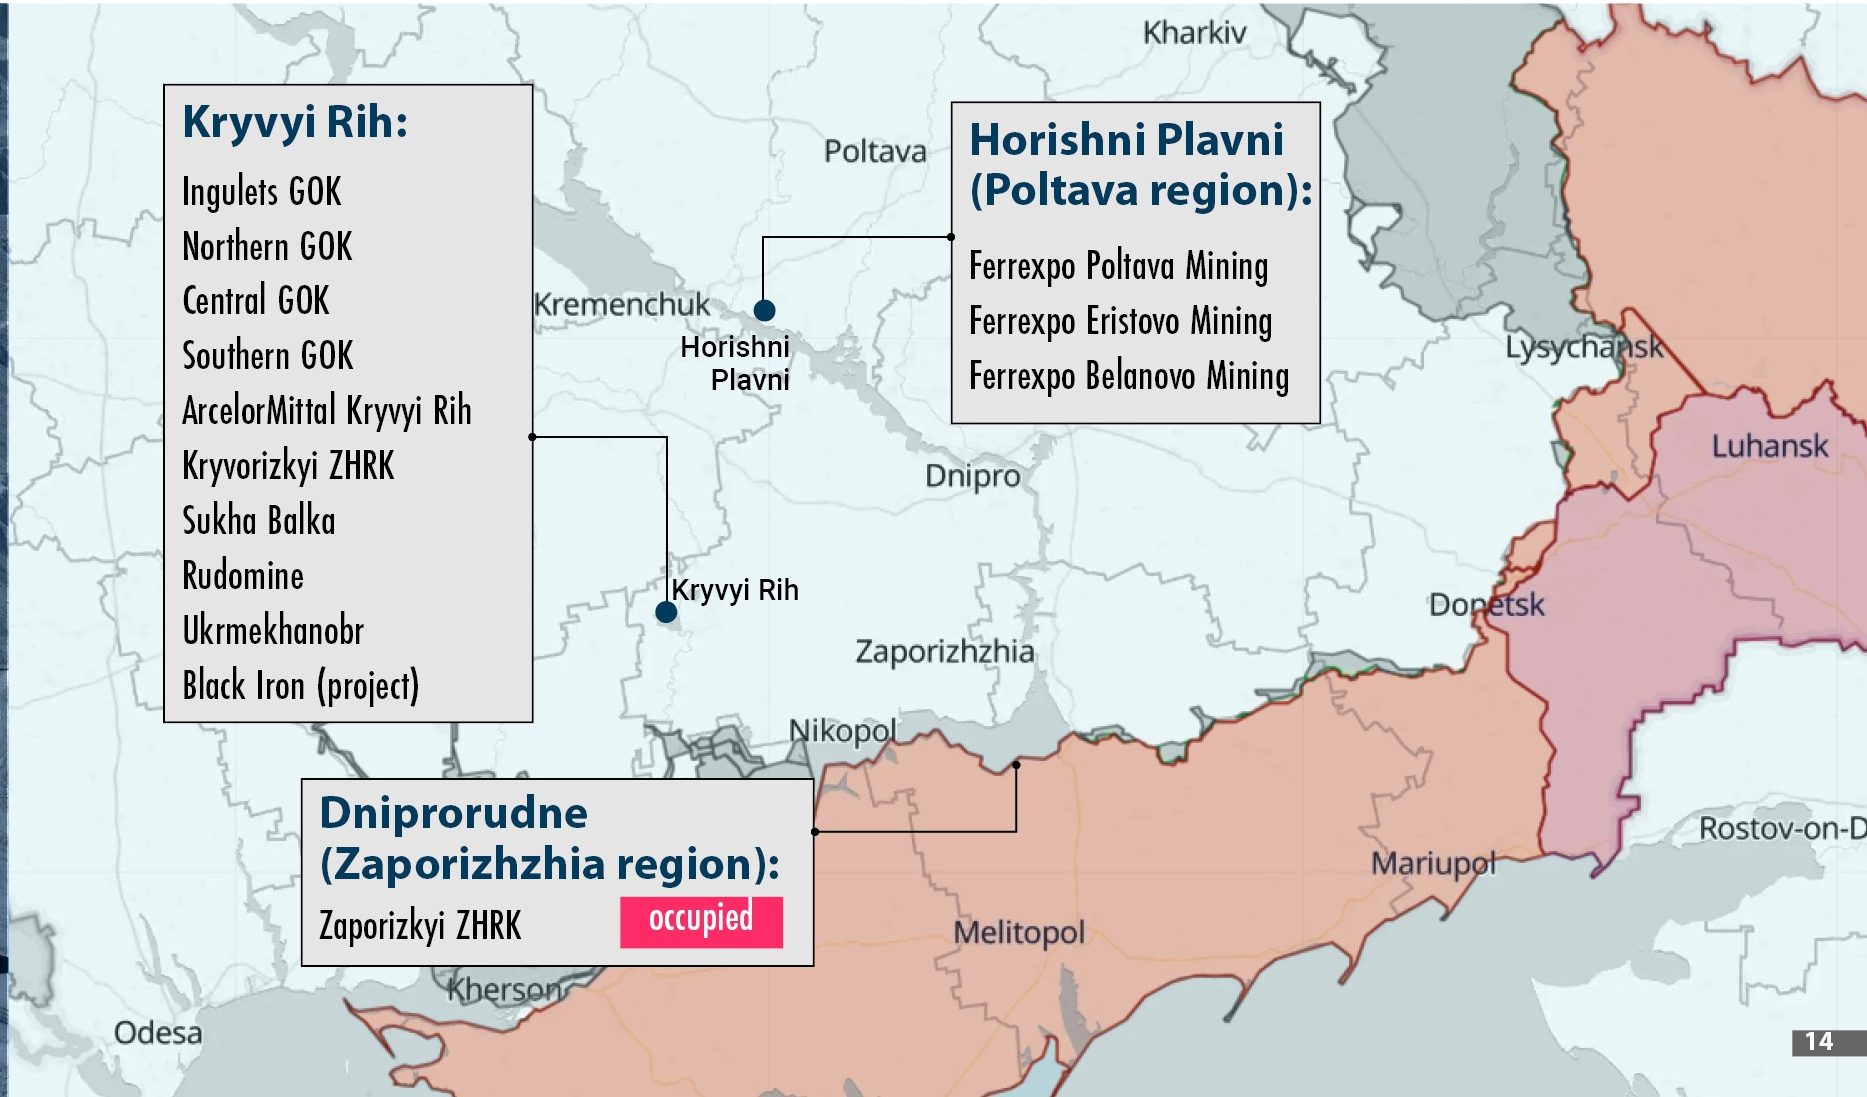 Kharkiv
Kryvyi Rih:
Ingulets GOK
Northern GOK
Central GOK
Southern GOK
ArcelorMittal Kryvyi Rih
Kryvorizkyi ZHRK
Sukha Balka
Rudomine
Ukrmekhanobr
Black Iron (project)
Poltava
Horishni Plavni
(Poltava region):
Ferrexpo Poltava Mining
Ferrexpo Eristovo Mining
Ferrexpo Belanovo Mining
Kremenchuk
Horishni
Plavni
Lysychansk
Luhansk
Dnipro
Kryvyi Rih
Donetsk
Zaporizhzhia
Nikopol
Dniprorudne
(Zaporizhzhia region):
Zaporizkyi ZHRK
occupied
Rostov-on-D
Mariupol
Melitopol
Kherson
Odesa
14